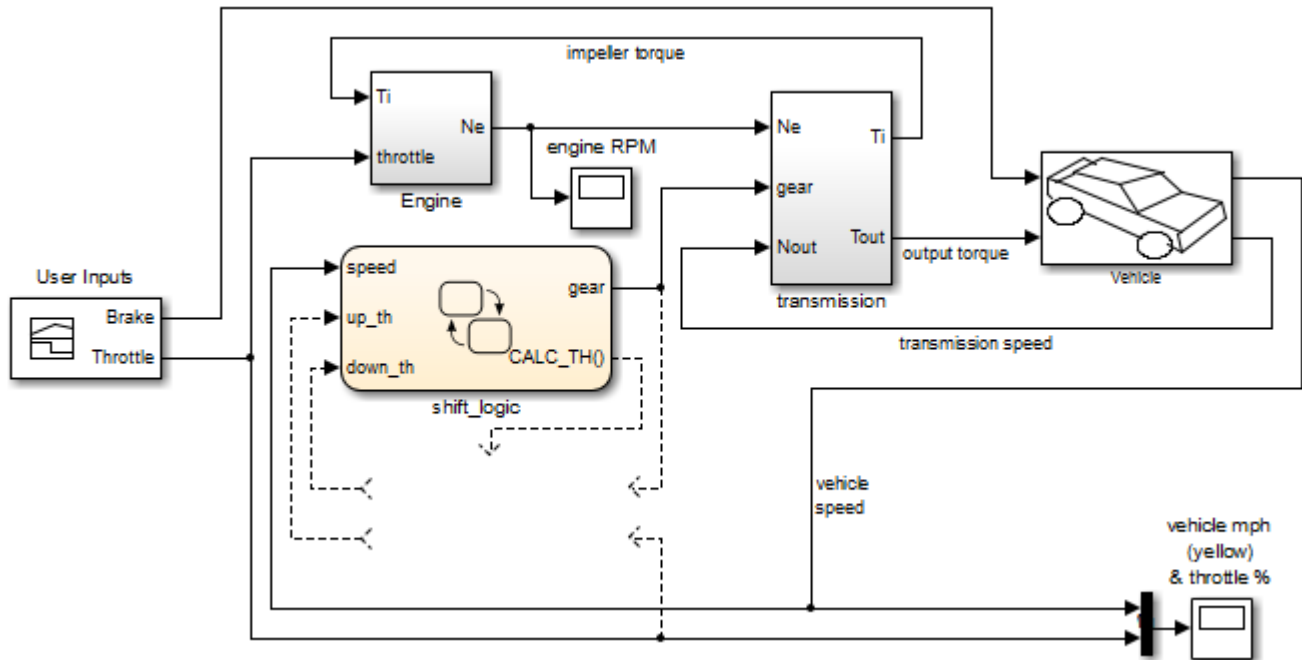 impeller torque
Ti
Ne
throttle
Engine
engine RPM
Ne
Ti
gear
Nout
Tout
transmission
output torque
Vehicle
transmission speed
User Inputs
Brake
Throttle
speed
gear
up_th
down_th
CALC_TH()
shift_logic
vehicle
speed
vehicle mph
(yellow)
& throttle %